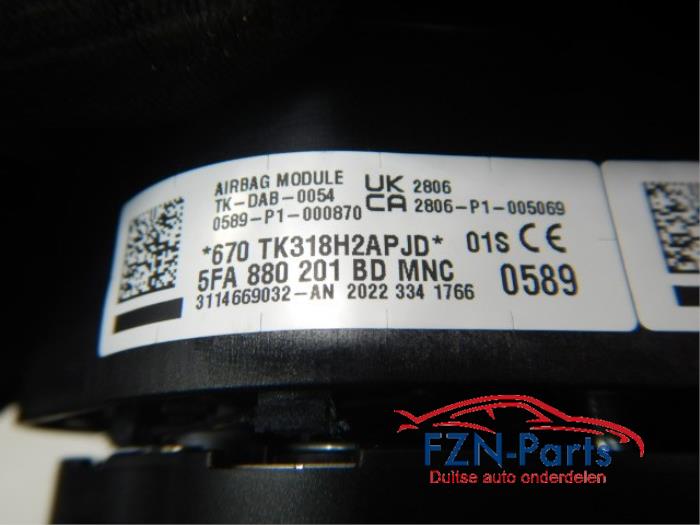 AIRBAG MODULE
TK-DAB-0054
0589-P1-000870
UK 2806
CA 2806-P1-005069
*670 TK318H2APJD* 01S CE
5FA 880 201 BD MNC 0589
3114669032-AN 2022 334 1766
FZN-Parts
Duitse auto onderdelen